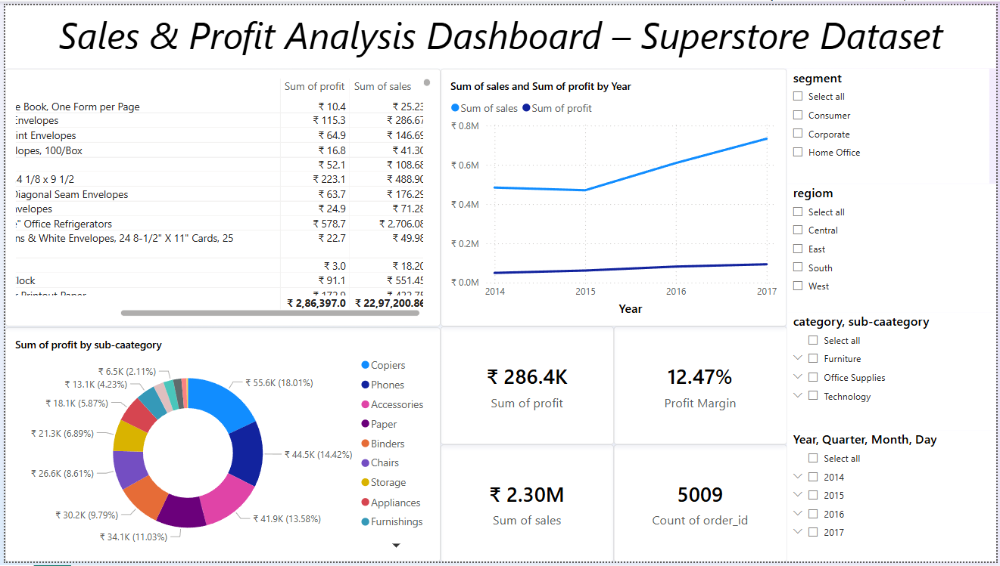 Sales & Profit Analysis Dashboard – Superstore Dataset
Sum of profit Sum of sales
e Book, One Form per Page ₹ 10.4 ₹ 25.23
Envelopes ₹ 115.3 ₹ 286.67
int Envelopes ₹ 64.9 ₹ 146.69
lopes, 100/Box ₹ 16.8 ₹ 41.30
₹ 52.1 ₹ 108.68
4 1/8 x 9 1/2 ₹ 223.1 ₹ 488.90
Diagonal Seam Envelopes ₹ 63.7 ₹ 176.29
nvelopes ₹ 24.9 ₹ 71.28
e" Office Refrigerators ₹ 578.7 ₹ 2,706.08
ns & White Envelopes, 24 8-1/2" X 11" Cards, 25 ₹ 22.7 ₹ 49.98
₹ 3.0 ₹ 18.20
lock ₹ 91.1 ₹ 551.45
Printout Paper ₹ 172.9 ₹ 422.75
₹ 2,86,397.0 ₹ 22,97,200.86
Sum of sales and Sum of profit by Year
Sum of sales Sum of profit
₹ 0.8M
₹ 0.6M
₹ 0.4M
₹ 0.2M
₹ 0.0M
2014 2015 2016 2017
Year
segment
Select all
Consumer
Corporate
Home Office
regiom
Select all
Central
East
South
West
category, sub-caategory
Select all
Furniture
Office Supplies
Technology
Year, Quarter, Month, Day
Select all
2014
2015
2016
2017
Sum of profit by sub-caategory
₹ 55.6K (18.01%)
₹ 44.5K (14.42%)
₹ 41.9K (13.58%)
₹ 34.1K (11.03%)
₹ 30.2K (9.79%)
₹ 26.6K (8.61%)
₹ 21.3K (6.89%)
₹ 18.1K (5.87%)
₹ 13.1K (4.23%)
₹ 6.5K (2.11%)
Copiers
Phones
Accessories
Paper
Binders
Chairs
Storage
Appliances
Furnishings
₹ 286.4K
Sum of profit
12.47%
Profit Margin
₹ 2.30M
Sum of sales
5009
Count of order_id